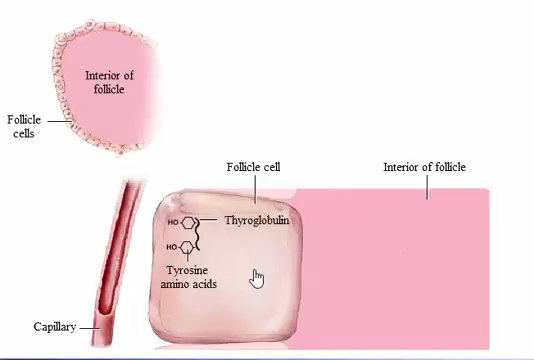 Interior of
follicle
Follicle
cells
Follicle cell
Interior of follicle
HO
Thyroglobulin
HO
Tyrosine
amino acids
Capillary